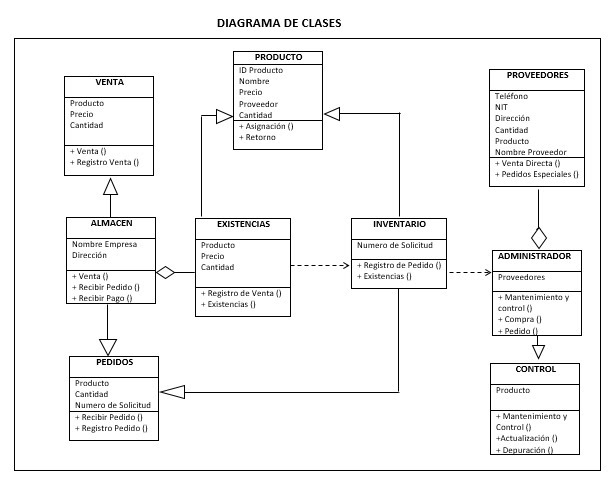 DIAGRAMA DE CLASES
PRODUCTO
ID Producto
Nombre
Precio
Proveedor
Cantidad
+ Asignación ()
+ Retorno
VENTA
Producto
Precio
Cantidad
+ Venta ()
+ Registro Venta ()
PROVEEDORES
Teléfono
NIT
Dirección
Cantidad
Producto
Nombre Proveedor
+ Venta Directa ()
+ Pedidos Especiales ()
ALMACEN
Nombre Empresa
Dirección
+ Venta ()
+ Recibir Pedido ()
+ Recibir Pago ()
EXISTENCIAS
Producto
Precio
Cantidad
+ Registro de Venta ()
+ Existencias ()
INVENTARIO
Numero de Solicitud
+ Registro de Pedido ()
+ Existencias ()
ADMINISTRADOR
Proveedores
+ Mantenimiento y
control ()
+ Compra ()
+ Pedido ()
PEDIDOS
Producto
Cantidad
Numero de Solicitud
+ Recibir Pedido ()
+ Registro Pedido ()
CONTROL
Producto
+ Mantenimiento y
Control ()
+Actualización ()
+ Depuración ()